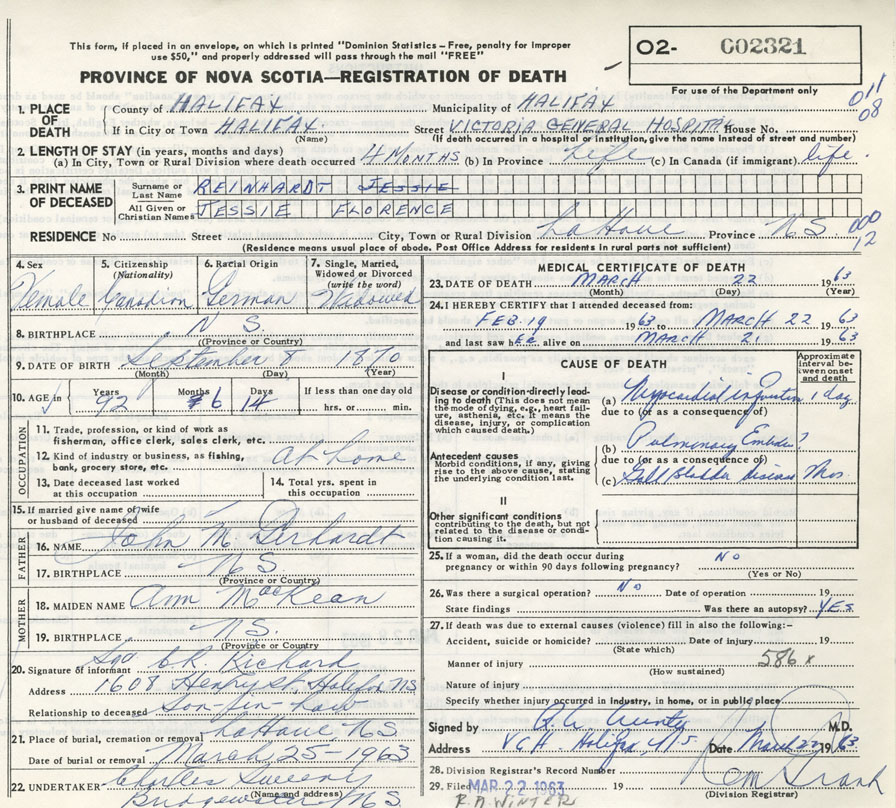 This form, if placed in an envelope, on which is printed "Dominion Statistics – Free, penalty for improper
use $50," and properly addressed will pass through the mail "FREE"
PROVINCE OF NOVA SCOTIA—REGISTRATION OF DEATH
O2- C02321
For use of the Department only
011
08
1. PLACE OF DEATH County of HALIFAX Municipality of HALIFAX
If in City or Town HALIFAX. Street VICTORIA GENERAL HOSPITAL House No.
(Name) (If death occurred in a hospital or institution, give the name instead of street and number)
2. LENGTH OF STAY (in years, months and days)
(a) In City, Town or Rural Division where death occurred 4 MONTHS (b) In Province Life (c) In Canada (if immigrant) life.
3. PRINT NAME OF DECEASED Surname or Last Name REINHARDT JESSIE
All Given or Christian Names JESSIE FLORENCE
RESIDENCE No Street City, Town or Rural Division LaHave Province N.S.
000
12
(Residence means usual place of abode. Post Office Address for residents in rural parts not sufficient)
4. Sex 5. Citizenship (Nationality) 6. Racial Origin 7. Single, Married, Widowed or Divorced (write the word)
Female Canadian German Widowed
8. BIRTHPLACE N S.
(Province or Country)
9. DATE OF BIRTH September 8 1870
(Month) (Day) (Year)
10. AGE in Years Months Days If less than one day old
92 6 14 hrs. or min.
OCCUPATION
11. Trade, profession, or kind of work as
fisherman, office clerk, sales clerk, etc.
12. Kind of industry or business, as fishing,
bank, grocery store, etc. at home
13. Date deceased last worked
at this occupation
14. Total yrs. spent in
this occupation
15. If married give name of wife
or husband of deceased
FATHER
16. NAME John M Gerhardt
17. BIRTHPLACE N S
(Province or Country)
MOTHER
18. MAIDEN NAME Ann MacKean
19. BIRTHPLACE N S.
(Province or Country)
20. Signature of informant Sgd C R. Richard
Address 1608 Henry St. Halifax NS
Relationship to deceased Son-in-law
21. Place of burial, cremation or removal LaHave N S
Date of burial or removal March 25-1963
22. UNDERTAKER Charles Sweeny
(Name and address)
Bridgewater N S.
MEDICAL CERTIFICATE OF DEATH
23. DATE OF DEATH MARCH 22 1963
(Month) (Day) (Year)
24. I HEREBY CERTIFY that I attended deceased from:
FEB. 19 1963 to MARCH 22 1963
and last saw her alive on MARCH 21 1963
CAUSE OF DEATH
Approximate interval between onset and death
I
Disease or condition directly leading to death (This does not mean
the mode of dying, e.g., heart failure, asthenia, etc. It means the
disease, injury, or complication
which caused death.)
(a) Myocardial infarction 1 day
due to (or as a consequence of)
Antecedent causes
Morbid conditions, if any, giving
rise to the above cause, stating
the underlying condition last.
(b) Pulmonary Emboli?
due to (or as a consequence of)
(c) Gall Bladder disease Mos.
II
Other significant conditions
contributing to the death, but not
related to the disease or condition causing it.
25. If a woman, did the death occur during
pregnancy or within 90 days following pregnancy? NO
(Yes or No)
26. Was there a surgical operation? NO Date of operation 19
State findings Was there an autopsy? YES
27. If death was due to external causes (violence) fill in also the following:–
Accident, suicide or homicide? Date of injury 19
(State which)
Manner of injury 586 x
(How sustained)
Nature of injury
Specify whether injury occurred in industry, in home, or in public place
Signed by M.D.
Address V G H Halifax, N/S Date March 22 1963
28. Division Registrar's Record Number
29. Filed MAR 22 1963 19
(Division Registrar)
R.A. WINTER